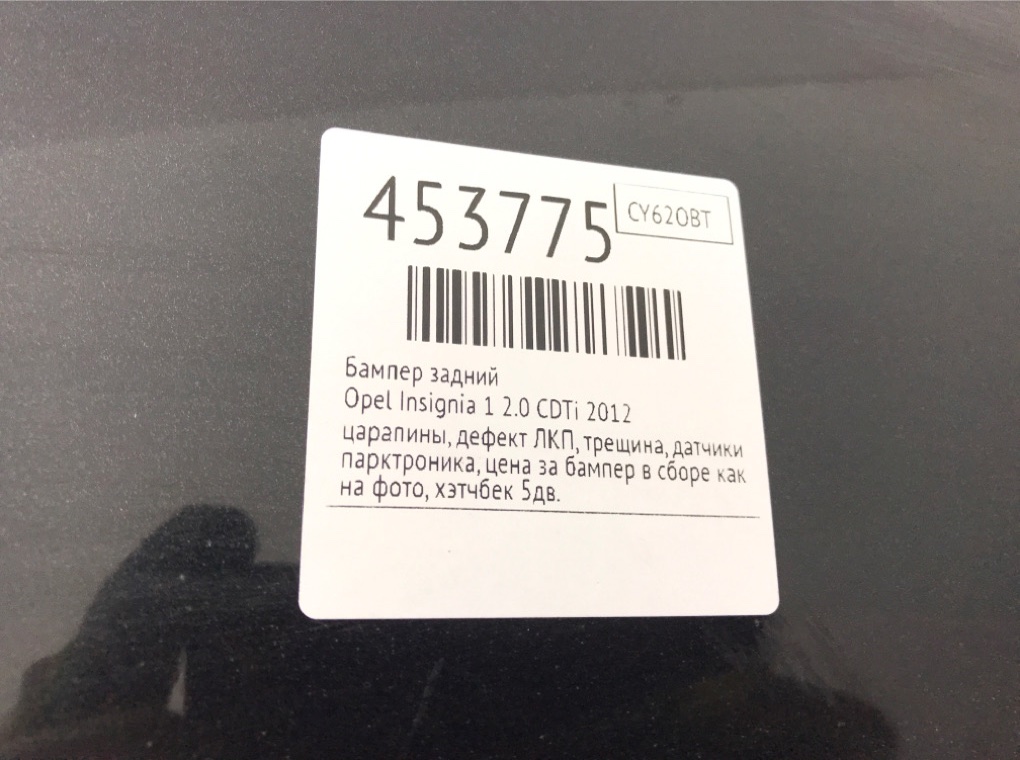 453775
CY62OBT
Бампер задний
Opel Insignia 1 2.0 CDTi 2012
царапины, дефект ЛКП, трещина, датчики
парктроника, цена за бампер в сборе как
на фото, хэтчбек 5дв.